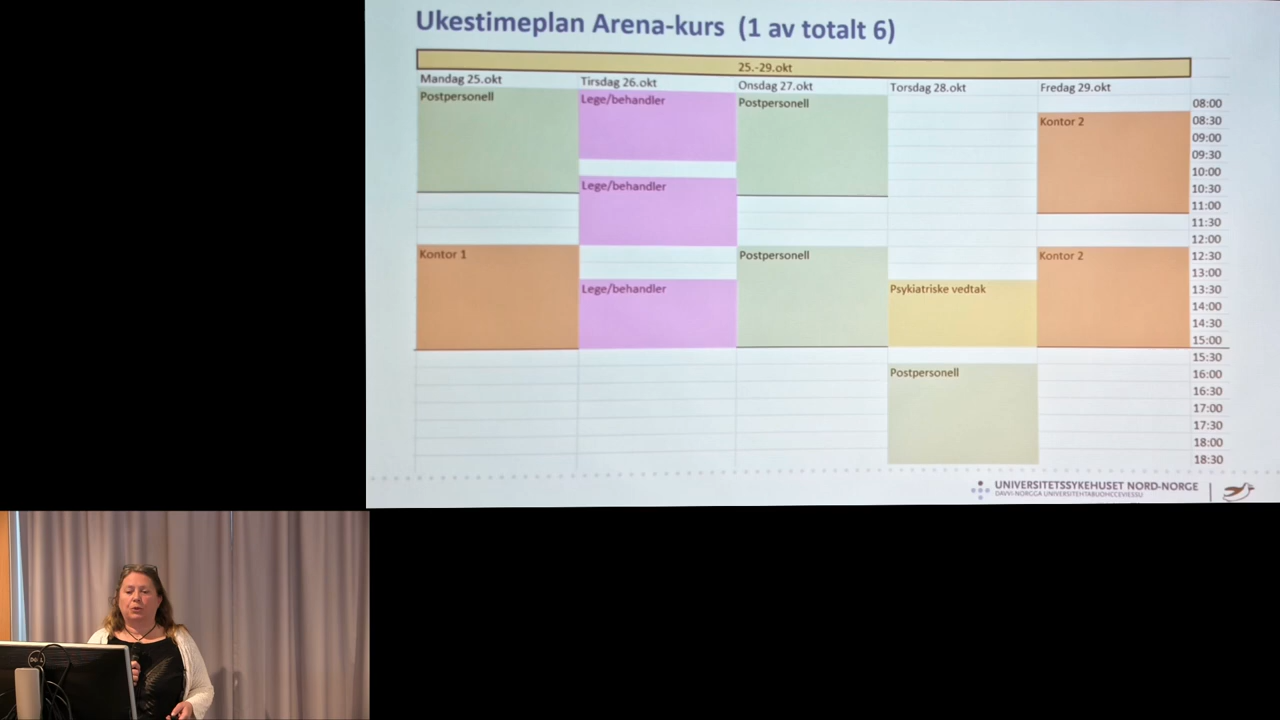 Ukestimeplan Arena-kurs (1 av totalt 6)
25.-29.okt
Mandag 25.okt
Tirsdag 26.okt
Onsdag 27.okt
Torsdag 28.okt
Fredag 29.okt
Postpersonell
Lege/behandler
Postpersonell
08:00
Kontor 2
08:30
09:00
09:30
10:00
Lege/behandler
10:30
11:00
11:30
12:00
Kontor 1
Postpersonell
Kontor 2
12:30
13:00
Lege/behandler
Psykiatriske vedtak
13:30
14:00
14:30
15:00
15:30
Postpersonell
16:00
16:30
17:00
17:30
18:00
18:30
UNIVERSITETSSYKEHUSET NORD-NORGE
DAVVI-NORGGA UNIVERSITEHTABUOHCCEVIESSU
DELL